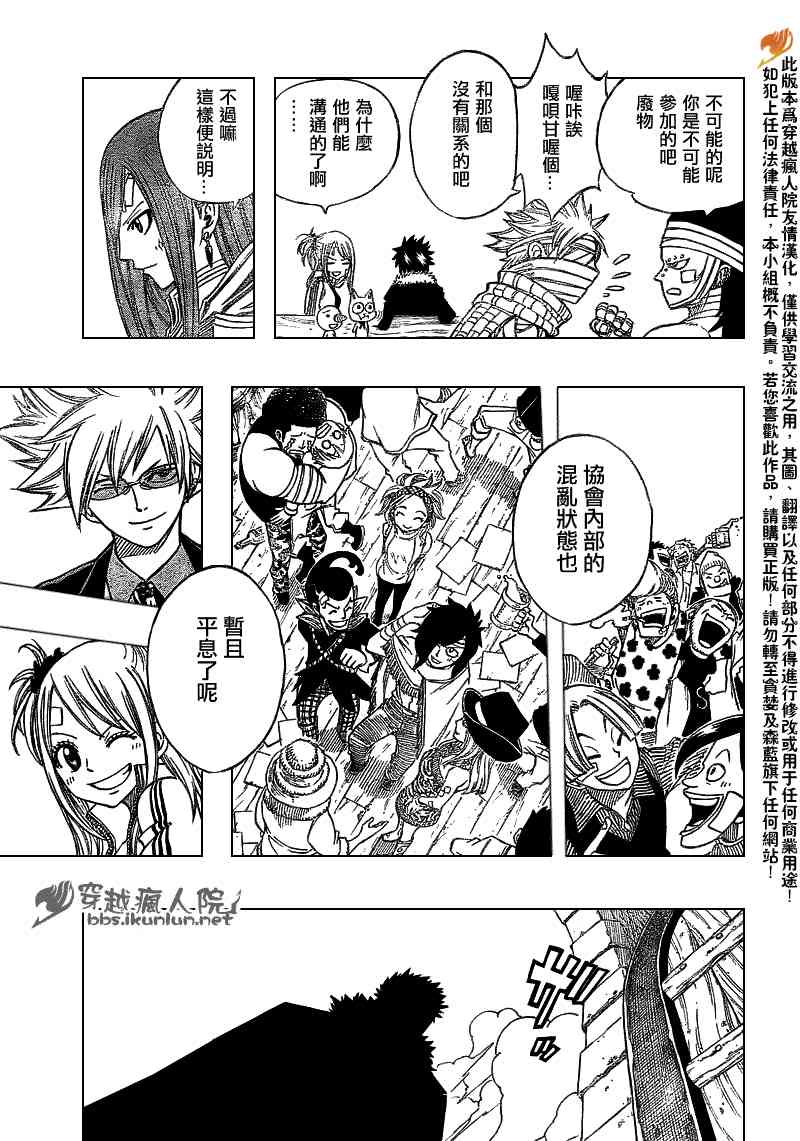 不可能的呢
你是不可能
參加的吧
廢物
喔咔誒
嘎唄甘喔個…
和那個
沒有關系的吧
為什麼
他們能
溝通的了啊
……
不過嘛
這樣便説明…
協會內部的
混亂狀態也
暫且
平息了呢
ザッ
穿越瘋人院
bbs.ikunlun.net
此版本爲穿越瘋人院友情漢化，僅供學習交流之用，其圖、翻譯以及任何部分不得進行修改或用于任何商業用途！
如犯上任何法律責任，本小組概不負責。若您喜歡此作品，請購買正版！請勿轉至貪婪及森藍旗下任何網站！